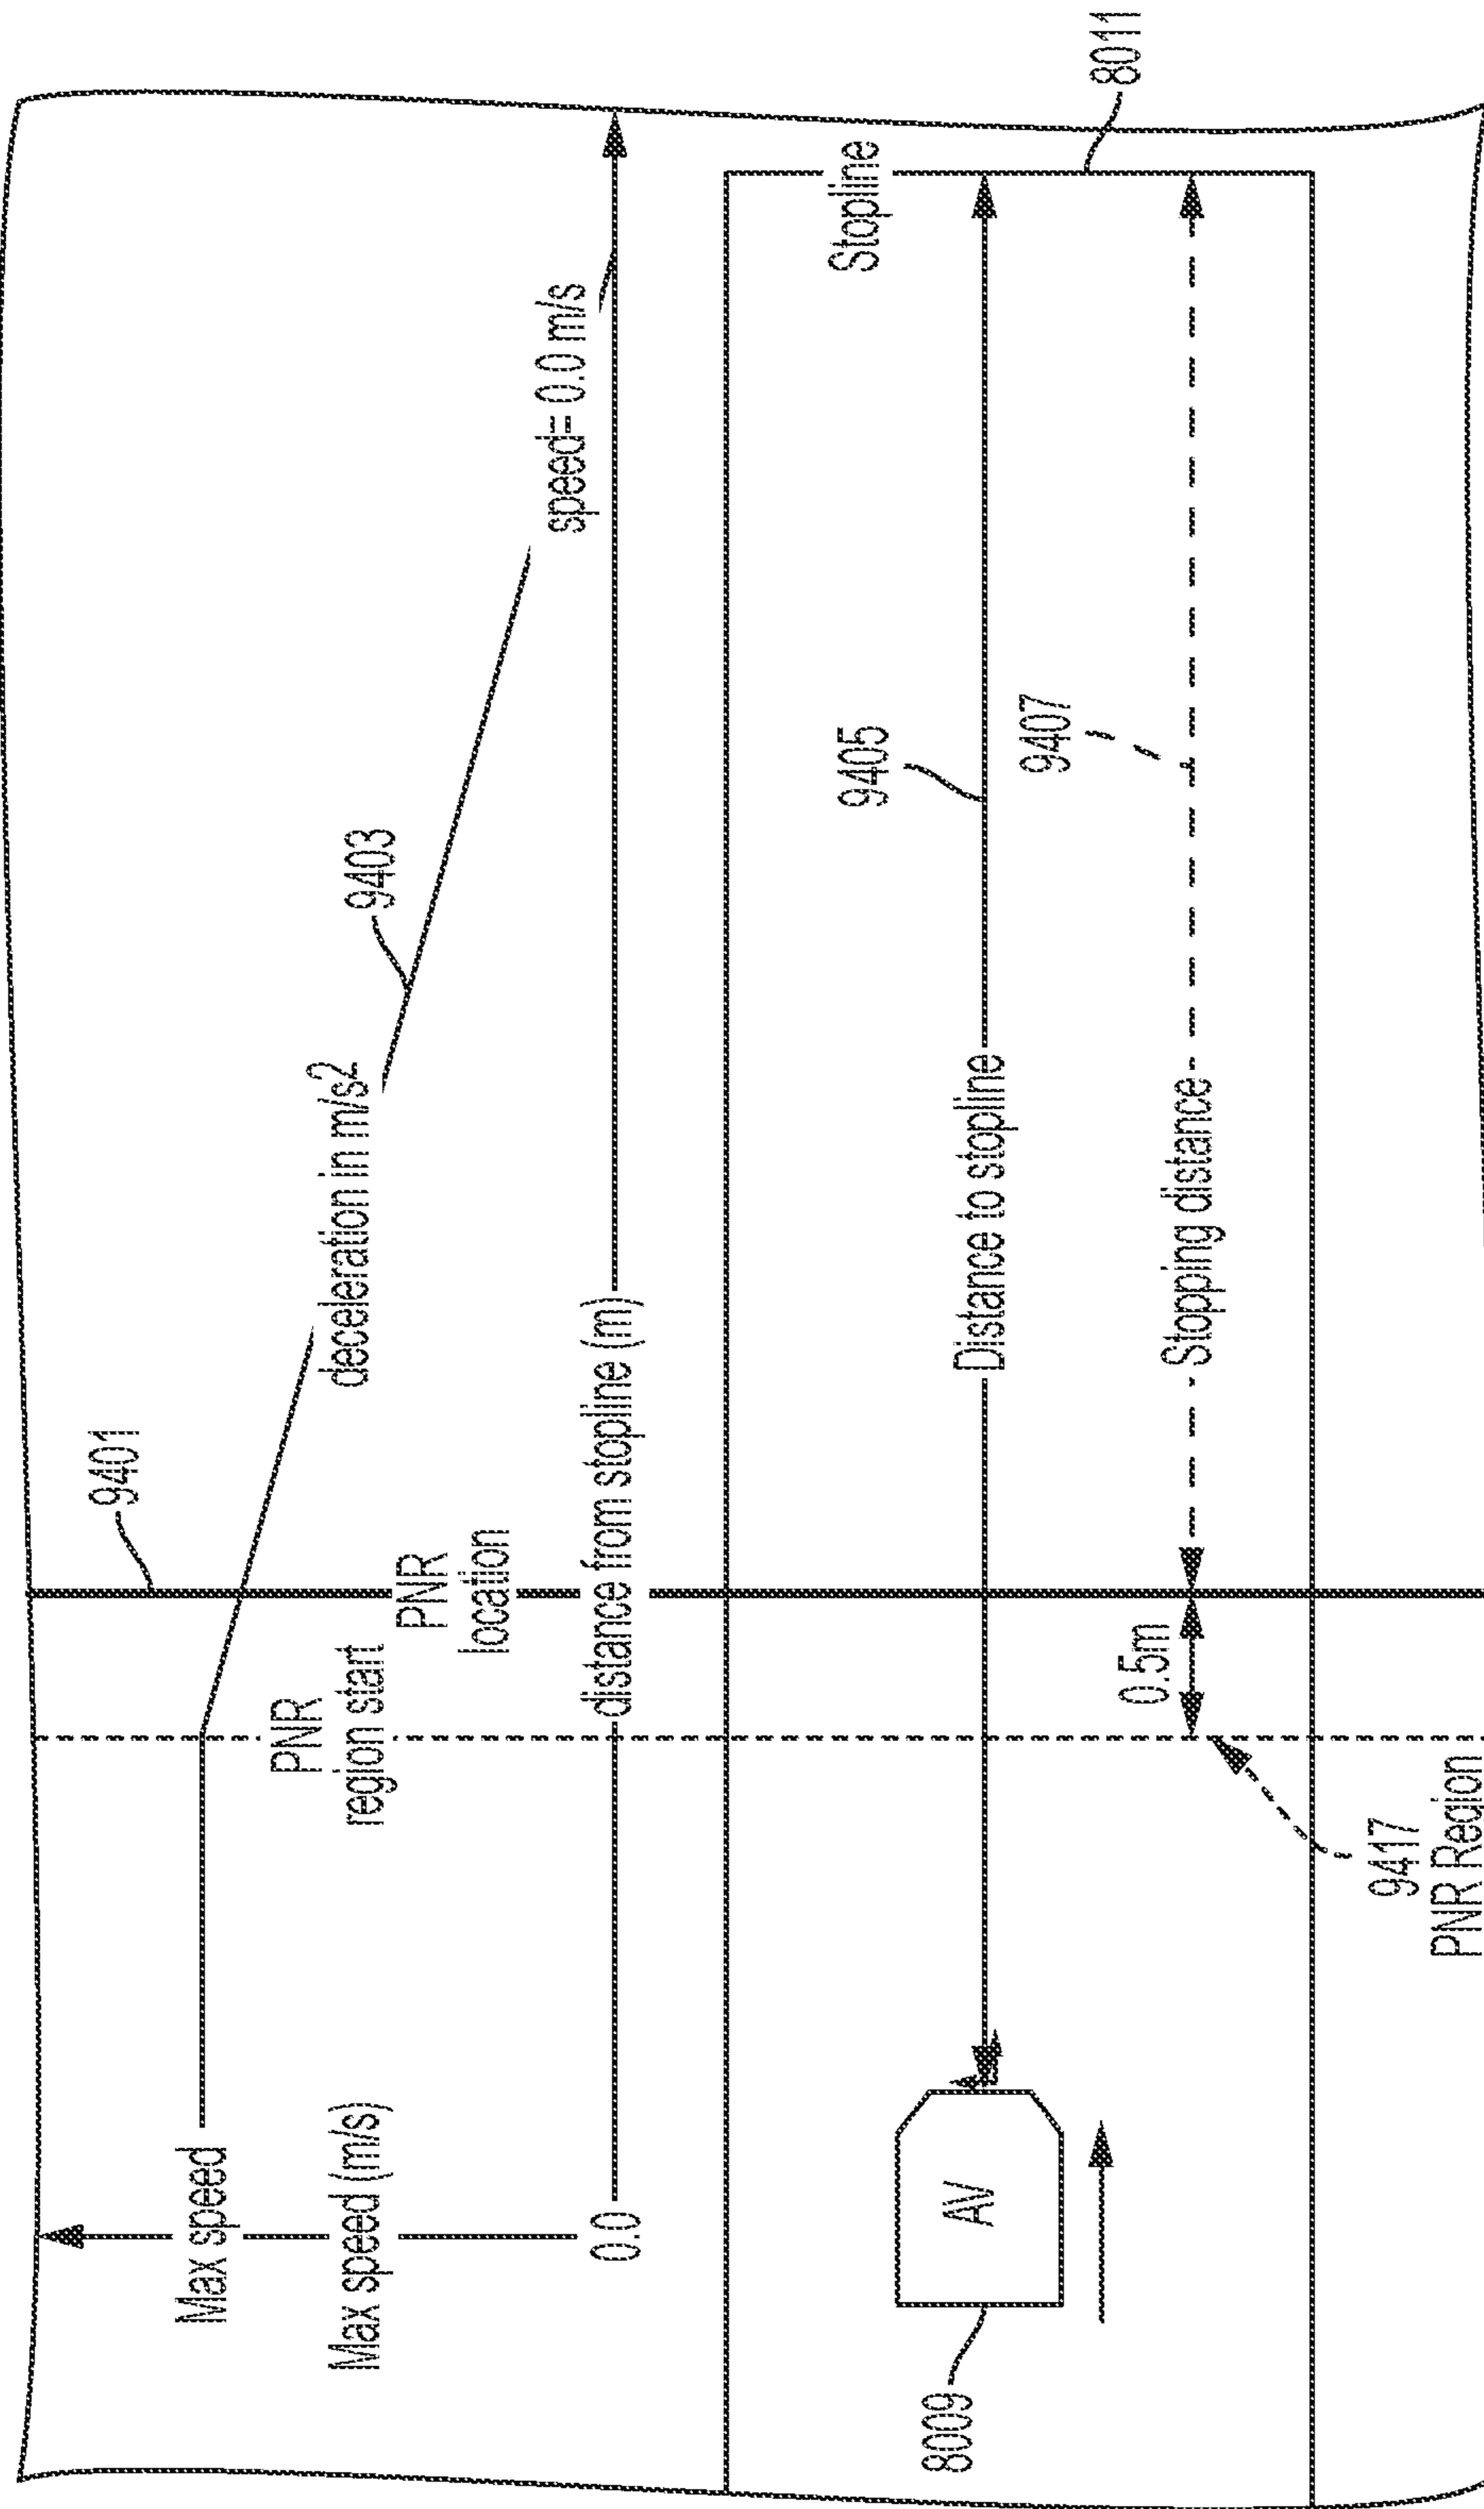 9401
8011
Max speed
PNR
region start
deceleration in m/s2
9403
Max speed (m/s)
PNR
location
speed= 0.0 m/s
0.0
distance from stopline (m)
Stopline
9405
8009
AV
Distance to stopline
9407
0.5m
Stopping distance
9417
PNR Region